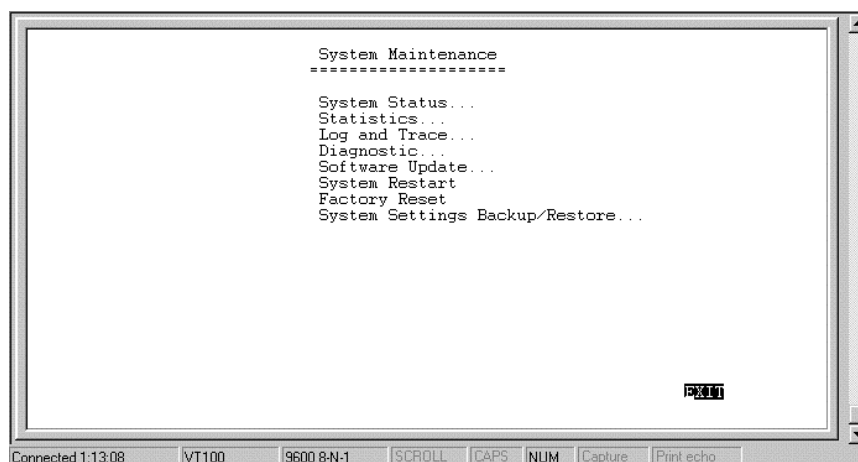 System Maintenance
====================
System Status...
Statistics...
Log and Trace...
Diagnostic...
Software Update...
System Restart
Factory Reset
System Settings Backup/Restore...
EXIT
Connected 1:13:08 VT100 9600 8-N-1 SCROLL CAPS NUM Capture Print echo